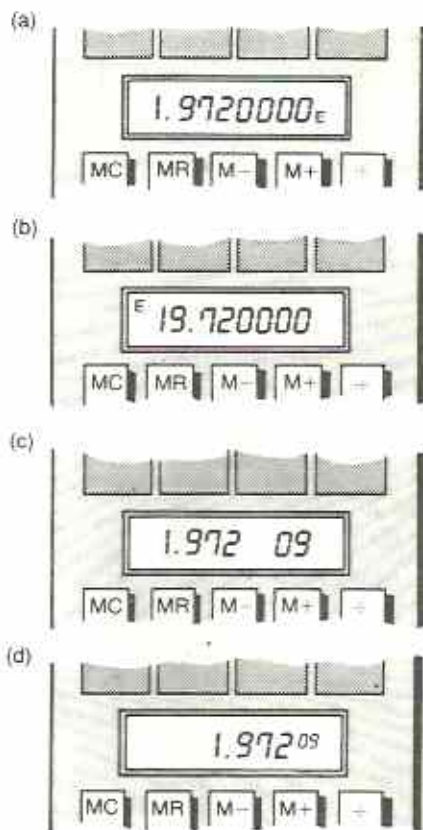 (a)
1.9720000E
MC MR M- M+ ÷
(b)
E 19.720000
MC MR M- M+ ÷
(c)
1.972 09
MC MR M- M+ ÷
(d)
1.972 09
MC MR M- M+ ÷